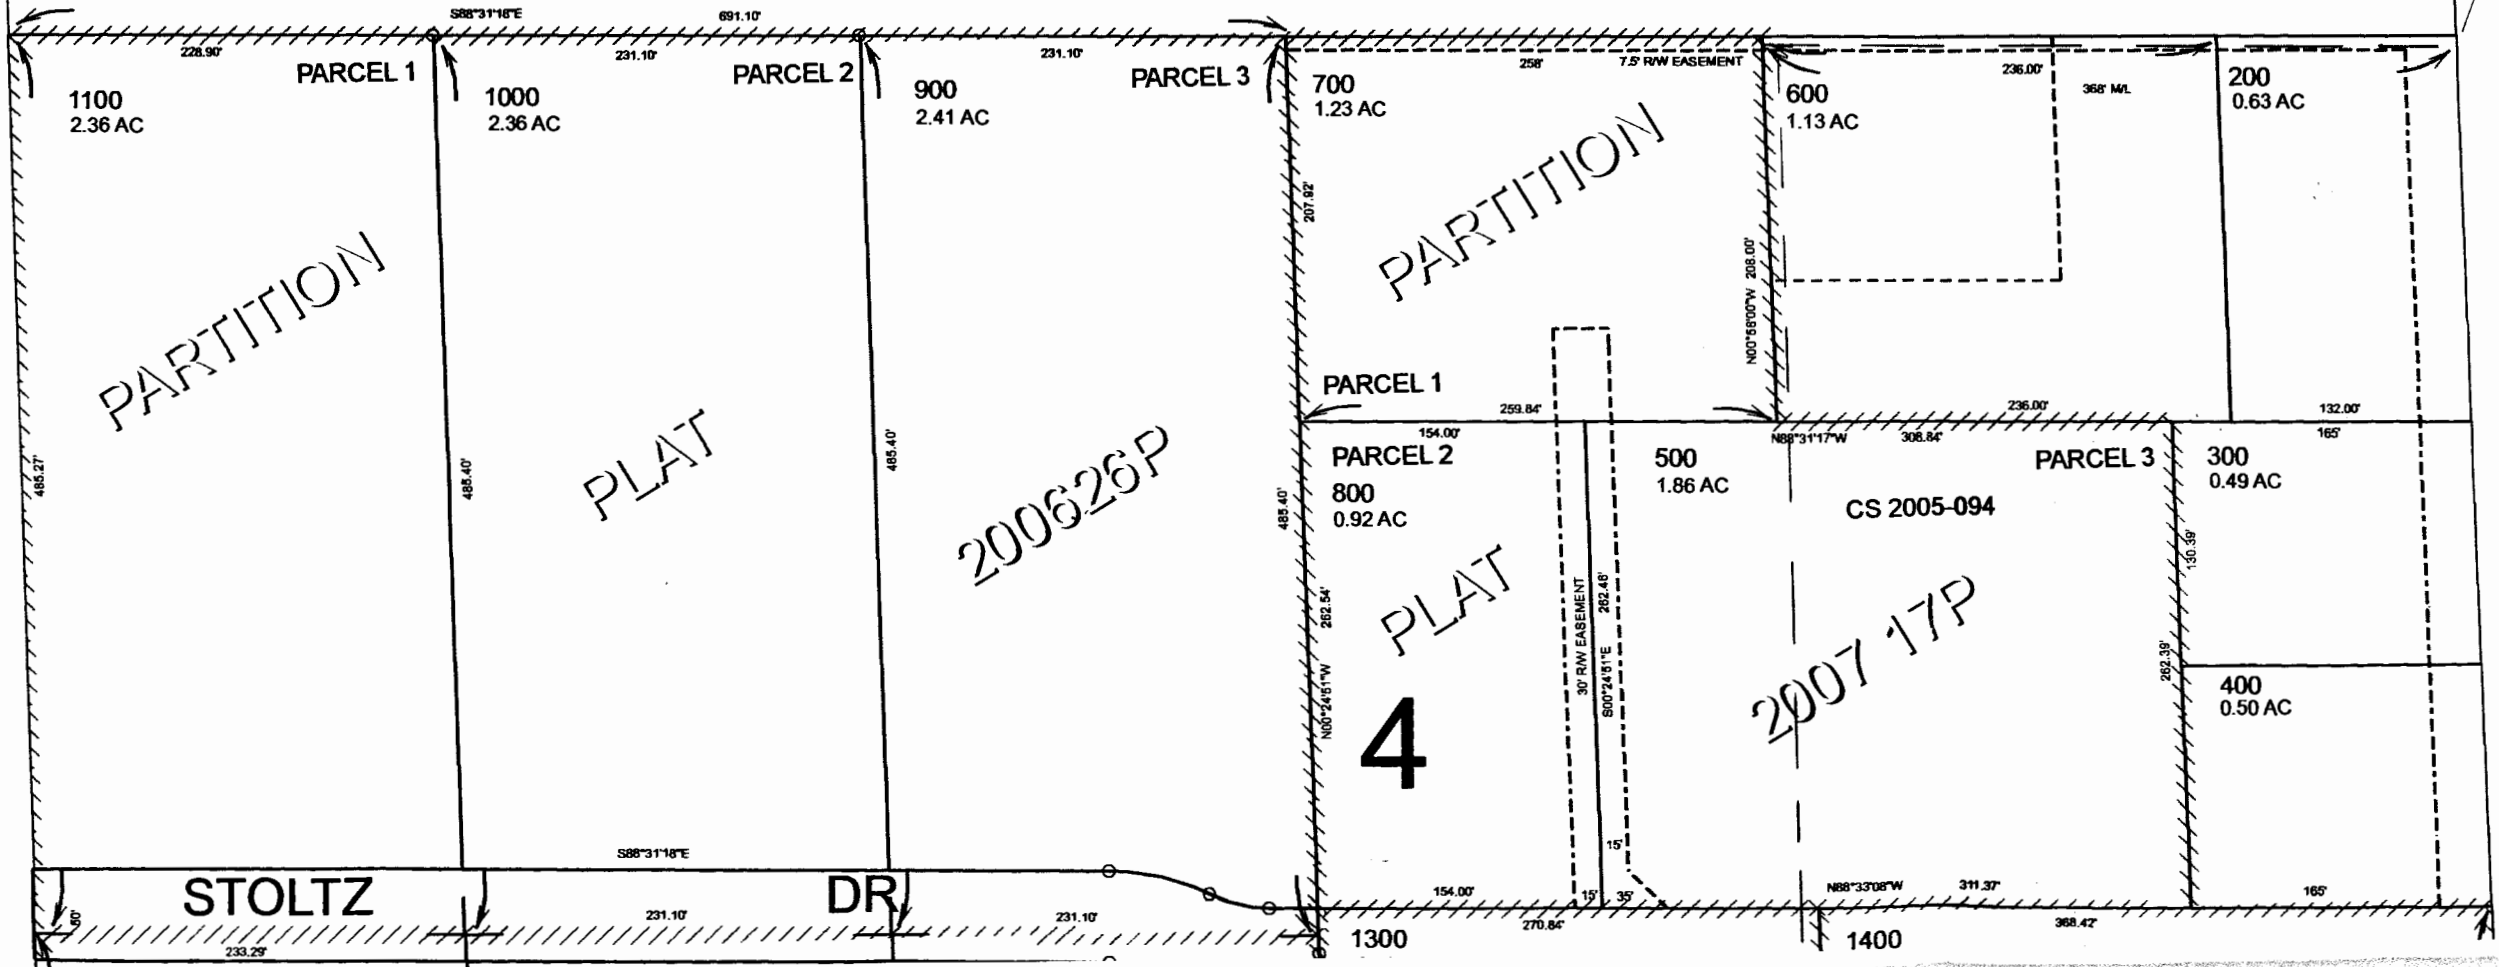 S88°31'18"E
691.10'
228.90'
231.10'
231.10'
258'
7.5' R/W EASEMENT
236.00'
368' M/L
PARCEL 1
PARCEL 2
PARCEL 3
1100
2.36 AC
1000
2.36 AC
900
2.41 AC
700
1.23 AC
600
1.13 AC
200
0.63 AC
207.92'
N00°58'00"W 208.00'
PARTITION
PARTITION
PARCEL 1
259.84'
236.00'
132.00'
154.00'
N88°31'17"W
308.84'
165'
PARCEL 2
800
0.92 AC
500
1.86 AC
PARCEL 3
300
0.49 AC
CS 2005-094
485.27'
485.40'
485.40'
485.40'
PLAT
200626P
130.39'
262.54'
N00°24'51"W
PLAT
30' R/W EASEMENT
S00°24'51"E 262.48'
2007 17P
262.39'
400
0.50 AC
4
S88°31'18"E
15'
STOLTZ DR
154.00'
15'
35'
N88°33'08"W
311.37'
165'
50'
231.10'
231.10'
270.84'
368.42'
233.29'
1300
1400